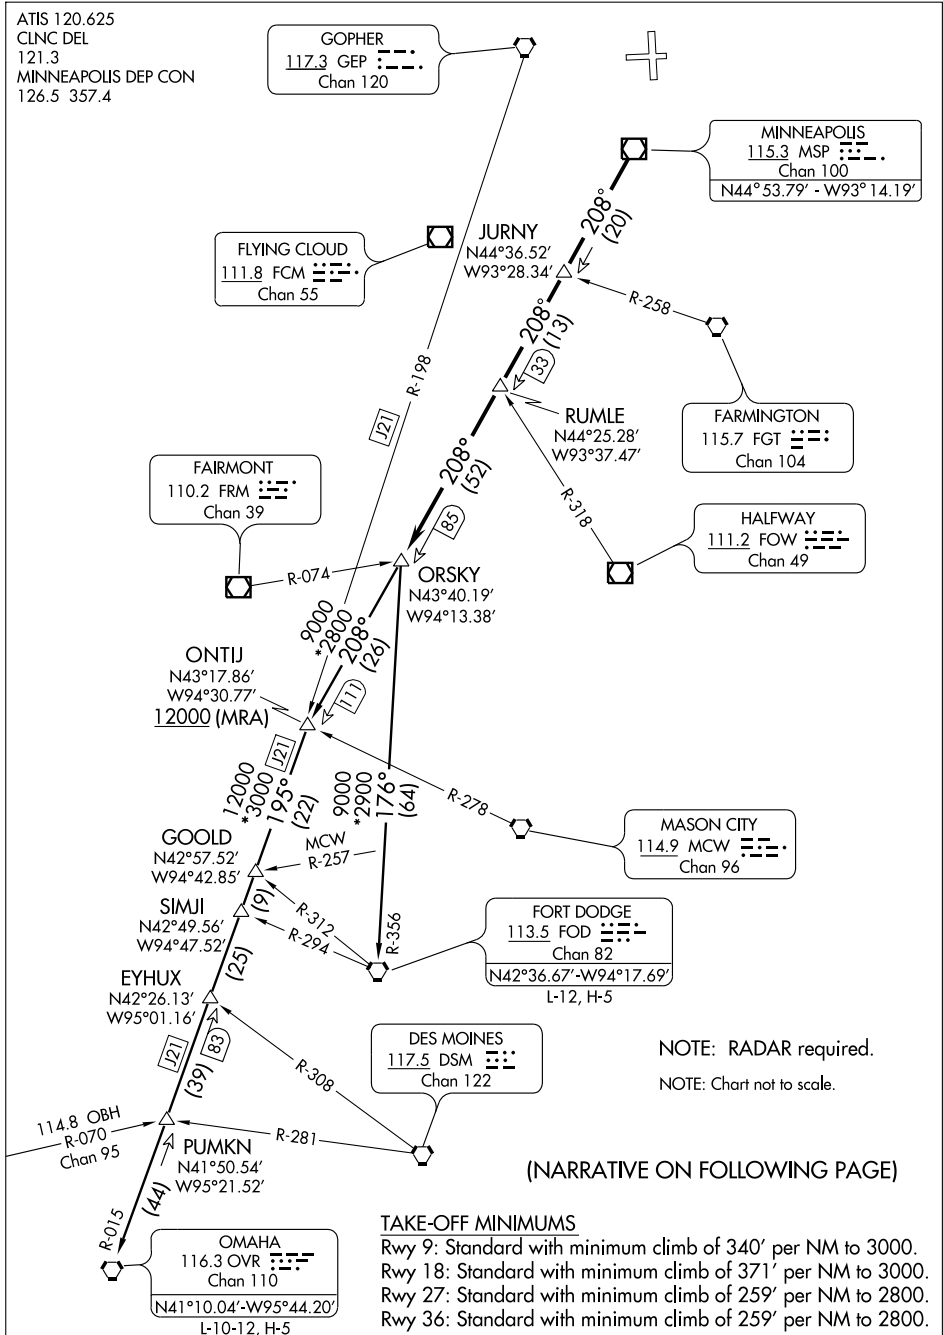 ATIS 120.625
CLNC DEL
121.3
MINNEAPOLIS DEP CON
126.5 357.4
GOPHER
117.3 GEP
Chan 120
MINNEAPOLIS
115.3 MSP
Chan 100
N44°53.79’ - W93°14.19’
208°
(20)
JURNY
N44°36.52’
W93°28.34’
FLYING CLOUD
111.8 FCM
Chan 55
R-258
208°
(13)
33
R-198
J21
RUMLE
N44°25.28’
W93°37.47’
FARMINGTON
115.7 FGT
Chan 104
208°
(52)
85
FAIRMONT
110.2 FRM
Chan 39
R-318
HALFWAY
111.2 FOW
Chan 49
R-074
ORSKY
N43°40.19’
W94°13.38’
9000
*2800
208°
(26)
111
ONTIJ
N43°17.86’
W94°30.77’
12000 (MRA)
J21
12000
*3000
195°
(22)
9000
*2900
176°
(64)
R-278
MASON CITY
114.9 MCW
Chan 96
MCW
R-257
GOOLD
N42°57.52’
W94°42.85’
(9)
R-312
R-294
R-356
SIMJI
N42°49.56’
W94°47.52’
FORT DODGE
113.5 FOD
Chan 82
N42°36.67’-W94°17.69’
L-12, H-5
(25)
EYHUX
N42°26.13’
W95°01.16’
J21
(39)
83
R-308
DES MOINES
117.5 DSM
Chan 122
NOTE: RADAR required.
NOTE: Chart not to scale.
114.8 OBH
R-070
Chan 95
R-281
PUMKN
N41°50.54’
W95°21.52’
(44)
R-015
(NARRATIVE ON FOLLOWING PAGE)
OMAHA
116.3 OVR
Chan 110
N41°10.04’-W95°44.20’
L-10-12, H-5
TAKE-OFF MINIMUMS
Rwy 9: Standard with minimum climb of 340’ per NM to 3000.
Rwy 18: Standard with minimum climb of 371’ per NM to 3000.
Rwy 27: Standard with minimum climb of 259’ per NM to 2800.
Rwy 36: Standard with minimum climb of 259’ per NM to 2800.